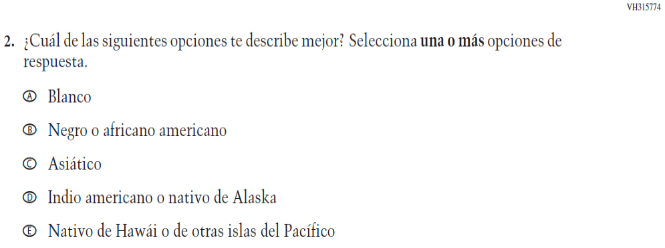 VH315774
2. ¿Cuál de las siguientes opciones te describe mejor? Selecciona una o más opciones de
respuesta.
Ⓐ Blanco
Ⓑ Negro o africano americano
Ⓒ Asiático
Ⓓ Indio americano o nativo de Alaska
Ⓔ Nativo de Hawái o de otras islas del Pacífico